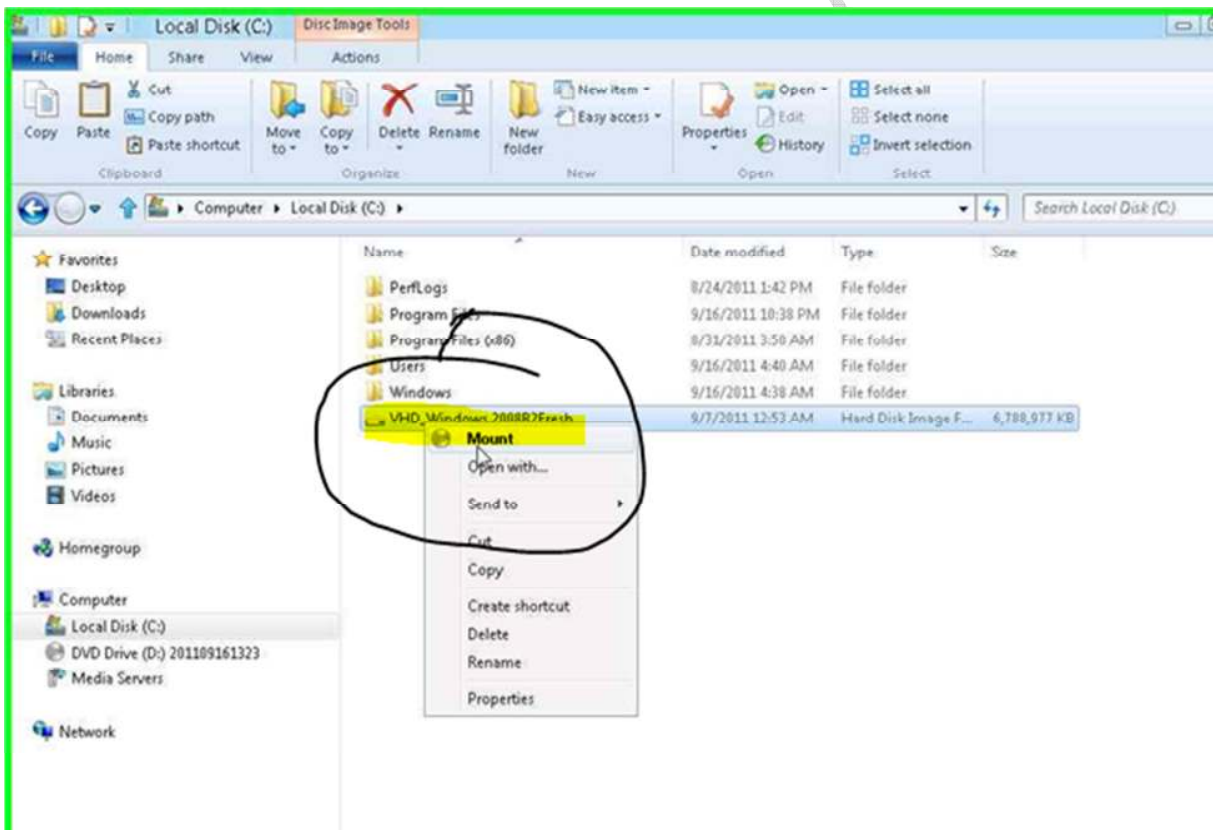 Local Disk (C:) Disc Image Tools
File Home Share View Actions
Copy
Paste
Cut
Copy path
Paste shortcut
Move to
Copy to
Delete
Rename
New folder
New item
Easy access
Properties
Open
Edit
History
Select all
Select none
Invert selection
Clipboard Organize New Open Select
Computer Local Disk (C:) Search Local Disk (C:)
Name Date modified Type Size
PerfLogs 8/24/2011 1:42 PM File folder
Program Files 9/16/2011 10:38 PM File folder
Program Files (x86) 8/31/2011 3:50 AM File folder
Users 9/16/2011 4:40 AM File folder
Windows 9/16/2011 4:38 AM File folder
VHD_Windows 2008R2Fresh 9/7/2011 12:53 AM Hard Disk Image F... 6,788,977 KB
Mount
Open with...
Send to
Cut
Copy
Create shortcut
Delete
Rename
Properties
Favorites
Desktop
Downloads
Recent Places
Libraries
Documents
Music
Pictures
Videos
Homegroup
Computer
Local Disk (C:)
DVD Drive (D:) 201109161323
Media Servers
Network